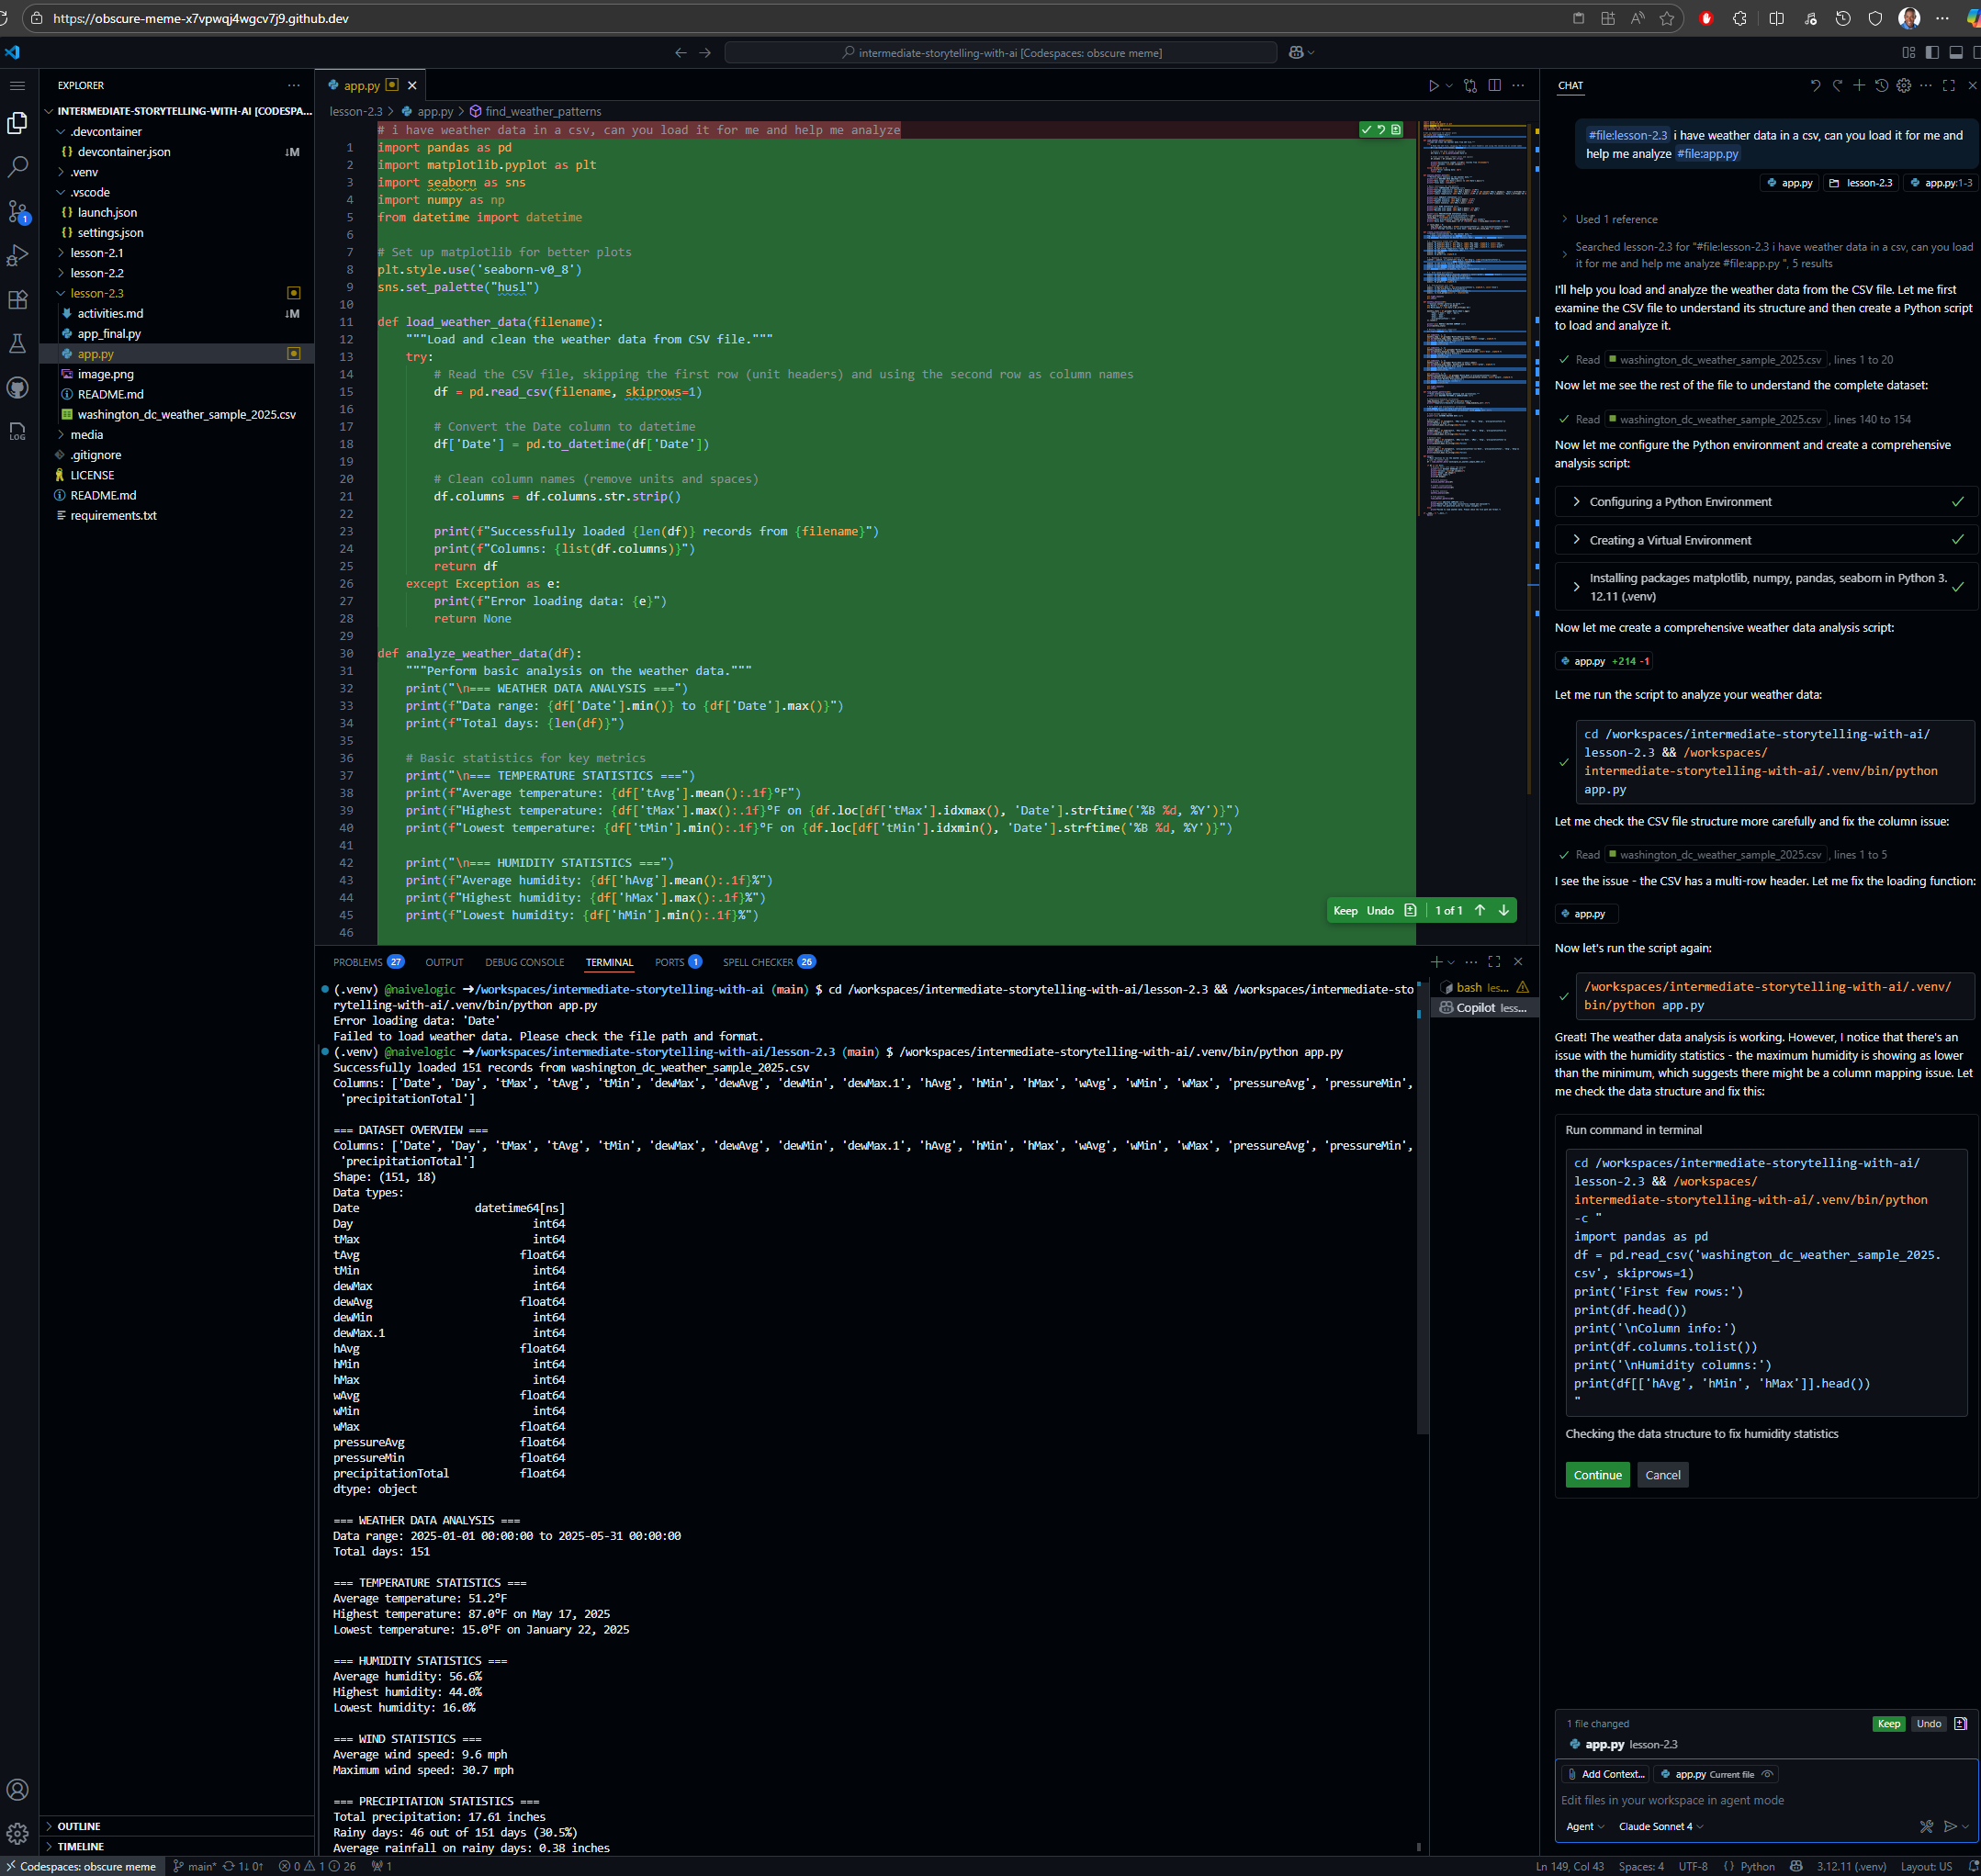 https://obscure-meme-x7vpwqj4wgcv7j9.github.dev
intermediate-storytelling-with-ai [Codespaces: obscure meme]
EXPLORER
INTERMEDIATE-STORYTELLING-WITH-AI [CODESPA...
.devcontainer
devcontainer.json
↓M
.venv
.vscode
launch.json
settings.json
lesson-2.1
lesson-2.2
lesson-2.3
activities.md
↓M
app_final.py
app.py
image.png
README.md
washington_dc_weather_sample_2025.csv
media
.gitignore
LICENSE
README.md
requirements.txt
OUTLINE
TIMELINE
1
LOG
app.py
lesson-2.3 > app.py > find_weather_patterns
# i have weather data in a csv, can you load it for me and help me analyze
1 import pandas as pd
2 import matplotlib.pyplot as plt
3 import seaborn as sns
4 import numpy as np
5 from datetime import datetime
6
7 # Set up matplotlib for better plots
8 plt.style.use('seaborn-v0_8')
9 sns.set_palette("husl")
10
11 def load_weather_data(filename):
12 """Load and clean the weather data from CSV file."""
13 try:
14 # Read the CSV file, skipping the first row (unit headers) and using the second row as column names
15 df = pd.read_csv(filename, skiprows=1)
16
17 # Convert the Date column to datetime
18 df['Date'] = pd.to_datetime(df['Date'])
19
20 # Clean column names (remove units and spaces)
21 df.columns = df.columns.str.strip()
22
23 print(f"Successfully loaded {len(df)} records from {filename}")
24 print(f"Columns: {list(df.columns)}")
25 return df
26 except Exception as e:
27 print(f"Error loading data: {e}")
28 return None
29
30 def analyze_weather_data(df):
31 """Perform basic analysis on the weather data."""
32 print("\n=== WEATHER DATA ANALYSIS ===")
33 print(f"Data range: {df['Date'].min()} to {df['Date'].max()}")
34 print(f"Total days: {len(df)}")
35
36 # Basic statistics for key metrics
37 print("\n=== TEMPERATURE STATISTICS ===")
38 print(f"Average temperature: {df['tAvg'].mean():.1f}°F")
39 print(f"Highest temperature: {df['tMax'].max():.1f}°F on {df.loc[df['tMax'].idxmax(), 'Date'].strftime('%B %d, %Y')}")
40 print(f"Lowest temperature: {df['tMin'].min():.1f}°F on {df.loc[df['tMin'].idxmin(), 'Date'].strftime('%B %d, %Y')}")
41
42 print("\n=== HUMIDITY STATISTICS ===")
43 print(f"Average humidity: {df['hAvg'].mean():.1f}%")
44 print(f"Highest humidity: {df['hMax'].max():.1f}%")
45 print(f"Lowest humidity: {df['hMin'].min():.1f}%")
46
Keep Undo 1 of 1
PROBLEMS 27 OUTPUT DEBUG CONSOLE TERMINAL PORTS 1 SPELL CHECKER 26
bash les...
Copilot less...
(.venv) @naivelogic ➜/workspaces/intermediate-storytelling-with-ai (main) $ cd /workspaces/intermediate-storytelling-with-ai/lesson-2.3 && /workspaces/intermediate-sto
rytelling-with-ai/.venv/bin/python app.py
Error loading data: 'Date'
Failed to load weather data. Please check the file path and format.
(.venv) @naivelogic ➜/workspaces/intermediate-storytelling-with-ai/lesson-2.3 (main) $ /workspaces/intermediate-storytelling-with-ai/.venv/bin/python app.py
Successfully loaded 151 records from washington_dc_weather_sample_2025.csv
Columns: ['Date', 'Day', 'tMax', 'tAvg', 'tMin', 'dewMax', 'dewAvg', 'dewMin', 'dewMax.1', 'hAvg', 'hMin', 'hMax', 'wAvg', 'wMin', 'wMax', 'pressureAvg', 'pressureMin',
'precipitationTotal']
=== DATASET OVERVIEW ===
Columns: ['Date', 'Day', 'tMax', 'tAvg', 'tMin', 'dewMax', 'dewAvg', 'dewMin', 'dewMax.1', 'hAvg', 'hMin', 'hMax', 'wAvg', 'wMin', 'wMax', 'pressureAvg', 'pressureMin',
'precipitationTotal']
Shape: (151, 18)
Data types:
Date datetime64[ns]
Day int64
tMax int64
tAvg float64
tMin int64
dewMax int64
dewAvg float64
dewMin int64
dewMax.1 int64
hAvg float64
hMin int64
hMax int64
wAvg float64
wMin int64
wMax float64
pressureAvg float64
pressureMin float64
precipitationTotal float64
dtype: object
=== WEATHER DATA ANALYSIS ===
Data range: 2025-01-01 00:00:00 to 2025-05-31 00:00:00
Total days: 151
=== TEMPERATURE STATISTICS ===
Average temperature: 51.2°F
Highest temperature: 87.0°F on May 17, 2025
Lowest temperature: 15.0°F on January 22, 2025
=== HUMIDITY STATISTICS ===
Average humidity: 56.6%
Highest humidity: 44.0%
Lowest humidity: 16.0%
=== WIND STATISTICS ===
Average wind speed: 9.6 mph
Maximum wind speed: 30.7 mph
=== PRECIPITATION STATISTICS ===
Total precipitation: 17.61 inches
Rainy days: 46 out of 151 days (30.5%)
Average rainfall on rainy days: 0.38 inches
CHAT
#file:lesson-2.3 i have weather data in a csv, can you load it for me and
help me analyze #file:app.py
app.py lesson-2.3 app.py:1-3
Used 1 reference
Searched lesson-2.3 for "#file:lesson-2.3 i have weather data in a csv, can you load
it for me and help me analyze #file:app.py ", 5 results
I'll help you load and analyze the weather data from the CSV file. Let me first
examine the CSV file to understand its structure and then create a Python script
to load and analyze it.
Read washington_dc_weather_sample_2025.csv, lines 1 to 20
Now let me see the rest of the file to understand the complete dataset:
Read washington_dc_weather_sample_2025.csv, lines 140 to 154
Now let me configure the Python environment and create a comprehensive
analysis script:
Configuring a Python Environment
Creating a Virtual Environment
Installing packages matplotlib, numpy, pandas, seaborn in Python 3.
12.11 (.venv)
Now let me create a comprehensive weather data analysis script:
app.py +214 -1
Let me run the script to analyze your weather data:
cd /workspaces/intermediate-storytelling-with-ai/
lesson-2.3 && /workspaces/
intermediate-storytelling-with-ai/.venv/bin/python
app.py
Let me check the CSV file structure more carefully and fix the column issue:
Read washington_dc_weather_sample_2025.csv, lines 1 to 5
I see the issue - the CSV has a multi-row header. Let me fix the loading function:
app.py
Now let's run the script again:
/workspaces/intermediate-storytelling-with-ai/.venv/
bin/python app.py
Great! The weather data analysis is working. However, I notice that there's an
issue with the humidity statistics - the maximum humidity is showing as lower
than the minimum, which suggests there might be a column mapping issue. Let
me check the data structure and fix this:
Run command in terminal
cd /workspaces/intermediate-storytelling-with-ai/
lesson-2.3 && /workspaces/
intermediate-storytelling-with-ai/.venv/bin/python
-c "
import pandas as pd
df = pd.read_csv('washington_dc_weather_sample_2025.
csv', skiprows=1)
print('First few rows:')
print(df.head())
print('\nColumn info:')
print(df.columns.tolist())
print('\nHumidity columns:')
print(df[['hAvg', 'hMin', 'hMax']].head())
"
Checking the data structure to fix humidity statistics
Continue Cancel
1 file changed Keep Undo
app.py lesson-2.3
Add Context... app.py Current file
Edit files in your workspace in agent mode
Agent Claude Sonnet 4
Codespaces: obscure meme main* 1↓ 0↑ 0 1 26 1
Ln 149, Col 43 Spaces: 4 UTF-8 {} Python 3.12.11 (.venv) Layout: US